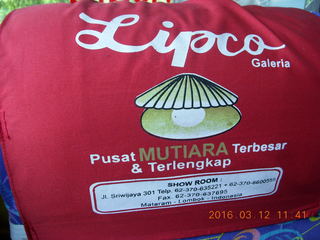 Lipco
Galeria
Pusat MUTIARA Terbesar
& Terlengkap
SHOW ROOM :
Jl. Sriwijaya 301 Telp. 62-370-635221 + 62-370-6600555
Fax. 62-370-637695
Mataram - Lombok - Indonesia
2016.03.12 11:41